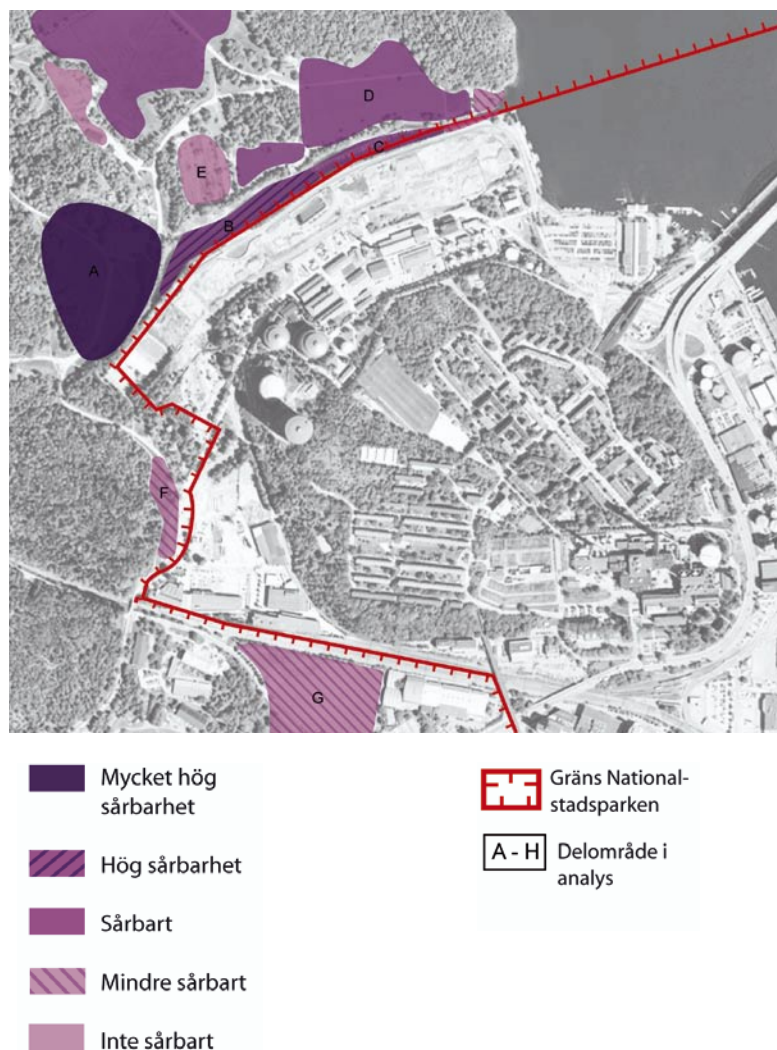 D
C
E
B
A
F
G
Mycket hög
sårbarhet
Hög sårbarhet
Sårbart
Mindre sårbart
Inte sårbart
Gräns National-
stadsparken
A - H
Delområde i
analys